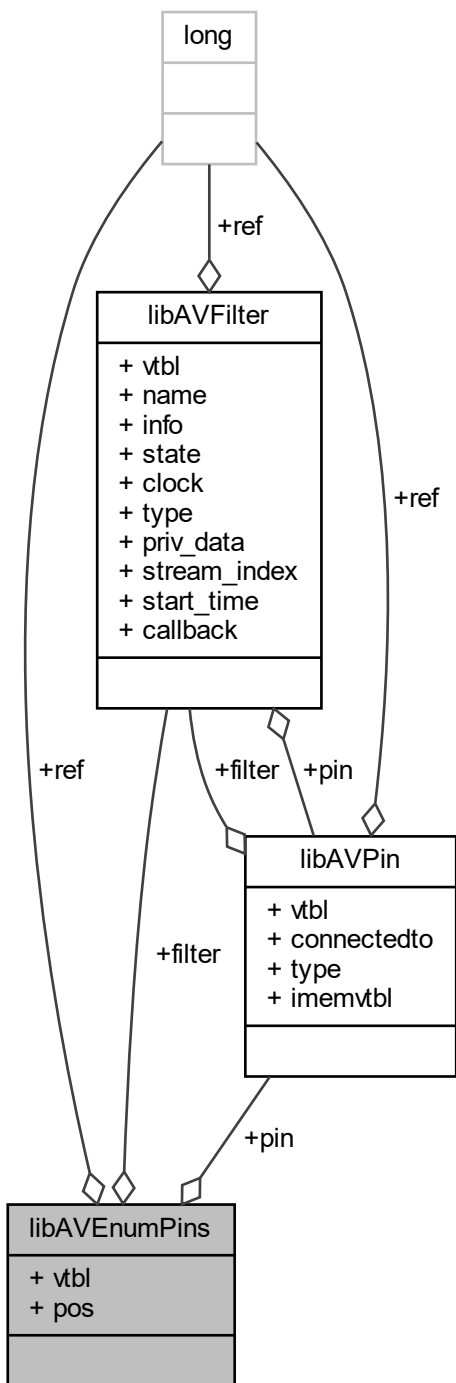 long
+ref
libAVFilter
+ vtbl
+ name
+ info
+ state
+ clock
+ type
+ priv_data
+ stream_index
+ start_time
+ callback
+ref
+ref
+filter
+pin
libAVPin
+ vtbl
+ connectedto
+ type
+ imemvtbl
+filter
+pin
libAVEnumPins
+ vtbl
+ pos